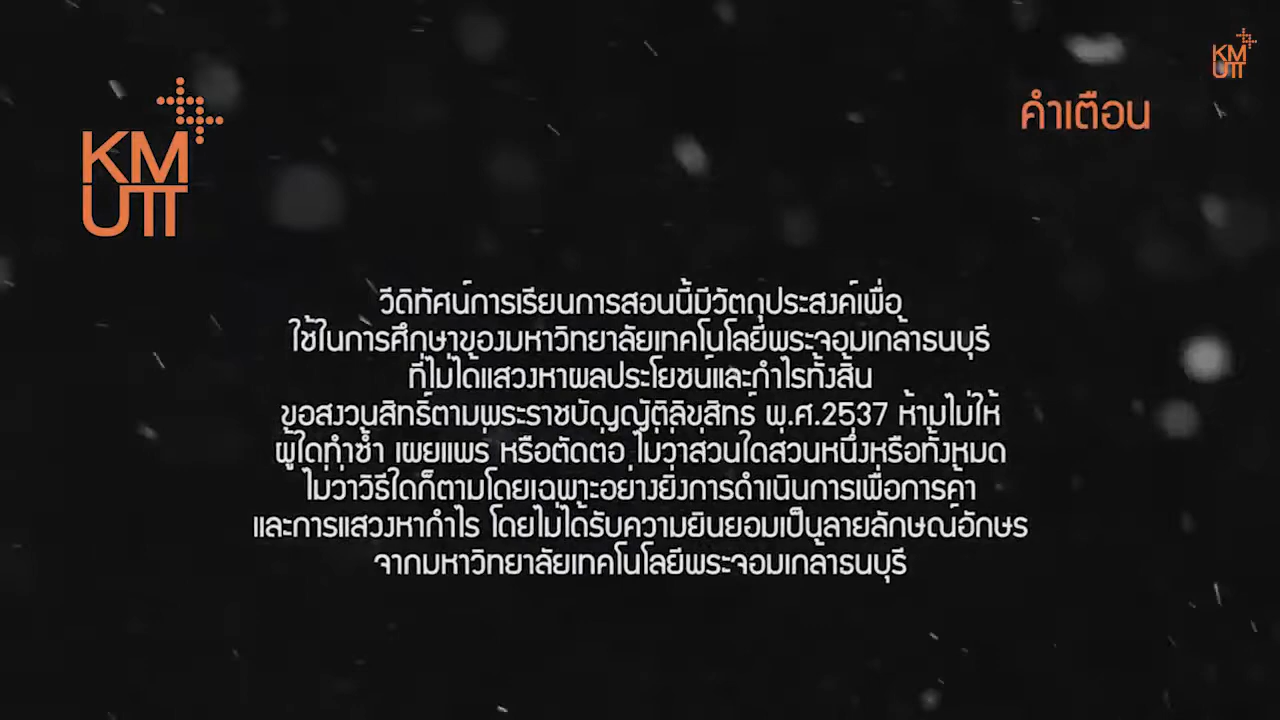 KM
UTT
KM
UTT
คำเตือน
วีดิทัศน์การเรียนการสอนนี้มีวัตถุประสงค์เพื่อ
ใช้ในการศึกษาของมหาวิทยาลัยเทคโนโลยีพระจอมเกล้าธนบุรี
ที่ไม่ได้แสวงหาผลประโยชน์และกำไรทั้งสิ้น
ขอสงวนสิทธิ์ตามพระราชบัญญัติลิขสิทธ์ พ.ศ.2537 ห้ามไม่ให้
ผู้ใดทำซ้ำ เผยแพร่ หรือตัดต่อ ไม่ว่าส่วนใดส่วนหนึ่งหรือทั้งหมด
ไม่ว่าวิธีใดก็ตามโดยเฉพาะอย่างยิ่งการดำเนินการเพื่อการค้า
และการแสวงหากำไร โดยไม่ได้รับความยินยอมเป็นลายลักษณ์อักษร
จากมหาวิทยาลัยเทคโนโลยีพระจอมเกล้าธนบุรี